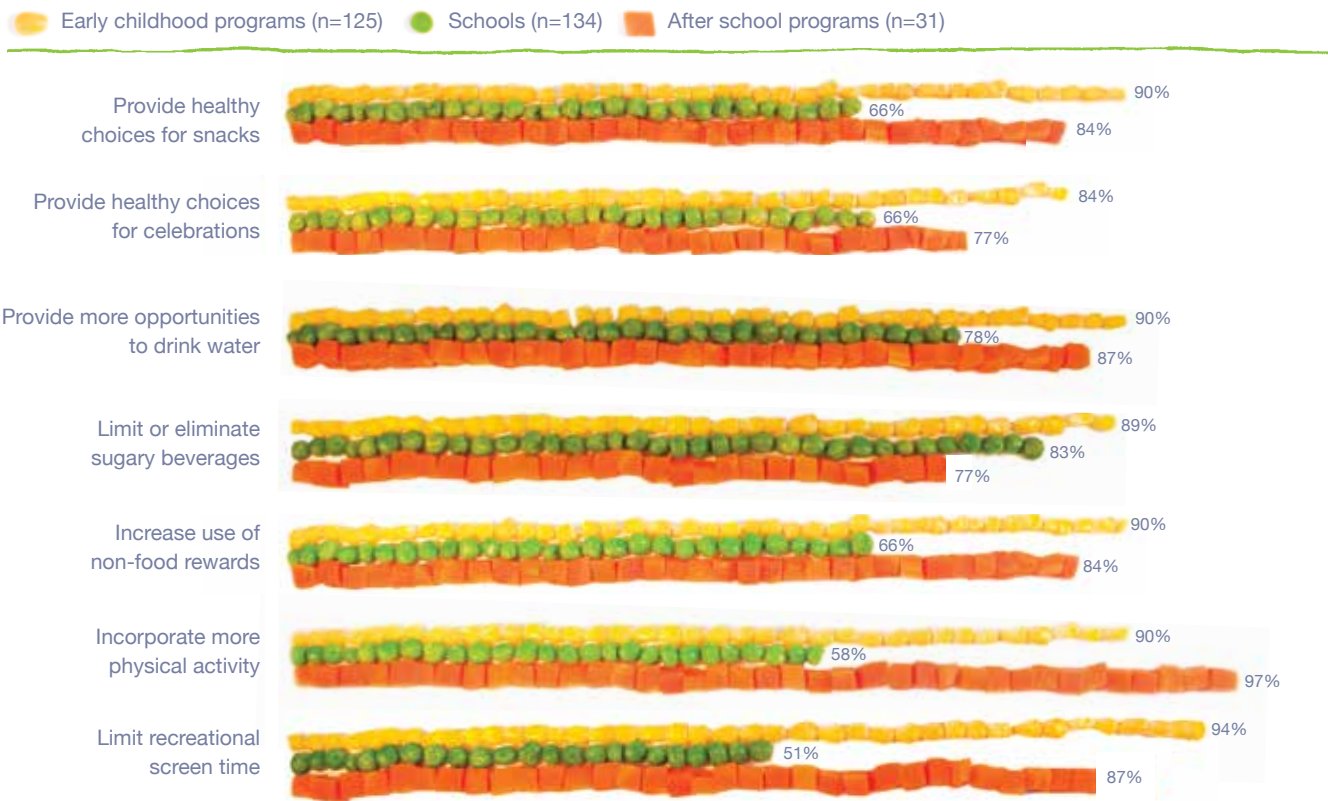 Early childhood programs (n=125) Schools (n=134) After school programs (n=31)
Provide healthy
choices for snacks
90%
66%
84%
Provide healthy choices
for celebrations
84%
66%
77%
Provide more opportunities
to drink water
90%
78%
87%
Limit or eliminate
sugary beverages
89%
83%
77%
Increase use of
non-food rewards
90%
66%
84%
Incorporate more
physical activity
90%
58%
97%
Limit recreational
screen time
94%
51%
87%